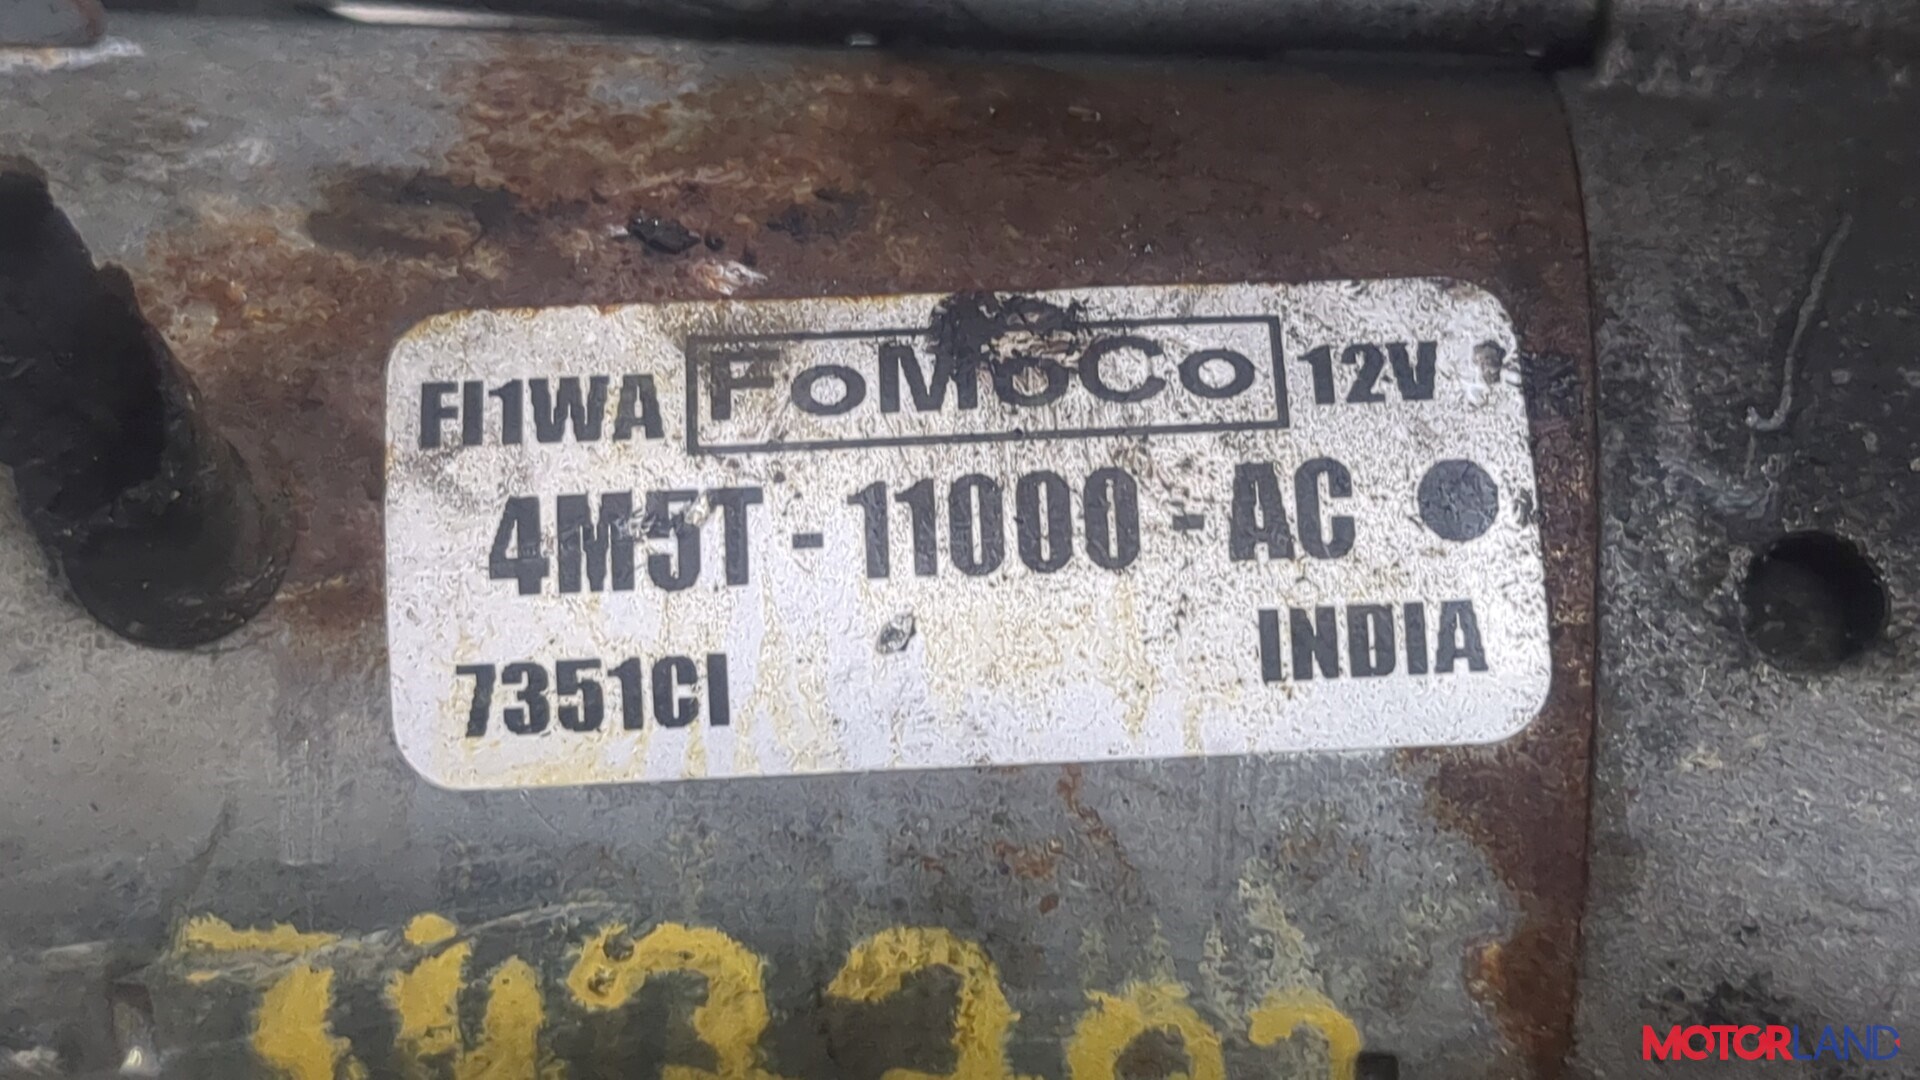 FI1WA FoMoCo 12V
4M5T - 11000 - AC
INDIA
7351CI
MOTORLAND